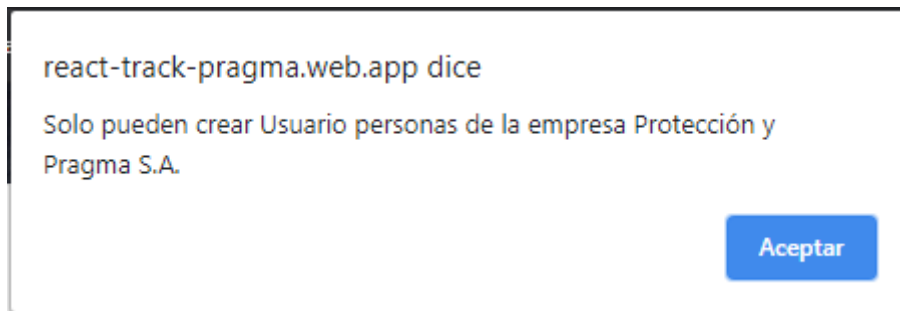 react-track-pragma.web.app dice
Solo pueden crear Usuario personas de la empresa Protección y
Pragma S.A.
Aceptar